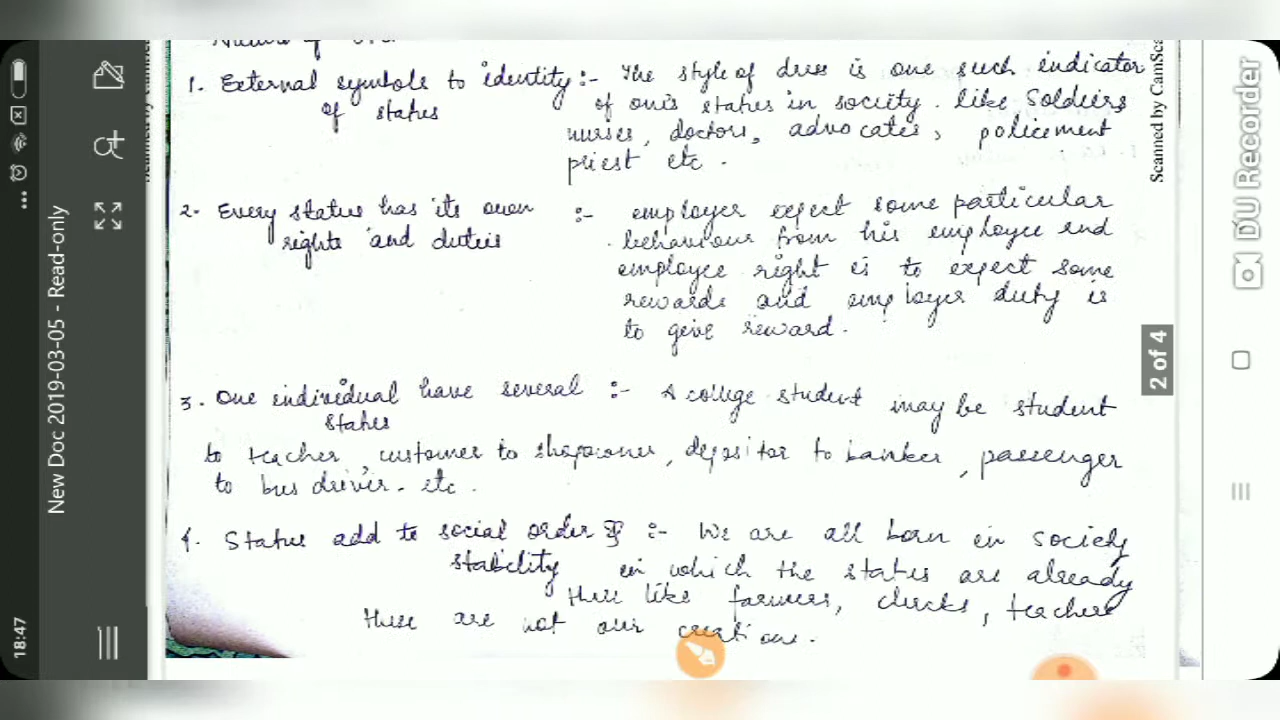 Nature of
1. External symbols to identity :- The style of dress is one such indicator
of status of one's status in society. like Soldiers,
nurses, doctors, advocates, policement
priest etc.
2- Every status has its own :- employer expect some particular
rights and duties behaviour from his employee and
employee right is to expect some
rewards and employer duty is
to give reward.
3. One individual have several :- A college student may be student
status
to teacher customer to shopowner, depositor to banker, passenger
to bus driver. etc.
4. Status add to social order :- We are all born in society
stability in which the status are already
there like farmers, clerks, teachers
these are not our creations.
New Doc 2019-03-05 - Read-only
18:47
Scanned by CamSca
2 of 4
DU Recorder